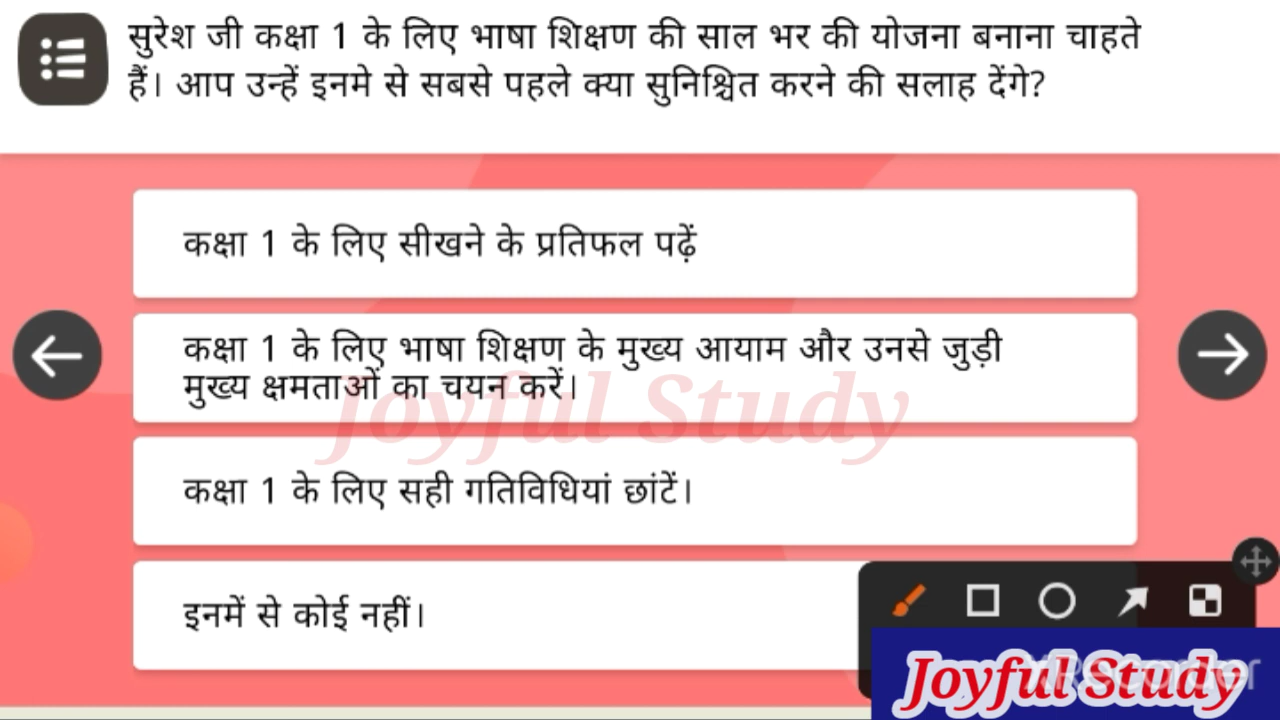 सुरेश जी कक्षा 1 के लिए भाषा शिक्षण की साल भर की योजना बनाना चाहते
हैं। आप उन्हें इनमे से सबसे पहले क्या सुनिश्चित करने की सलाह देंगे?
कक्षा 1 के लिए सीखने के प्रतिफल पढ़ें
कक्षा 1 के लिए भाषा शिक्षण के मुख्य आयाम और उनसे जुड़ी
मुख्य क्षमताओं का चयन करें।
Joyful Study
कक्षा 1 के लिए सही गतिविधियां छांटें।
इनमें से कोई नहीं।
Joyful Study